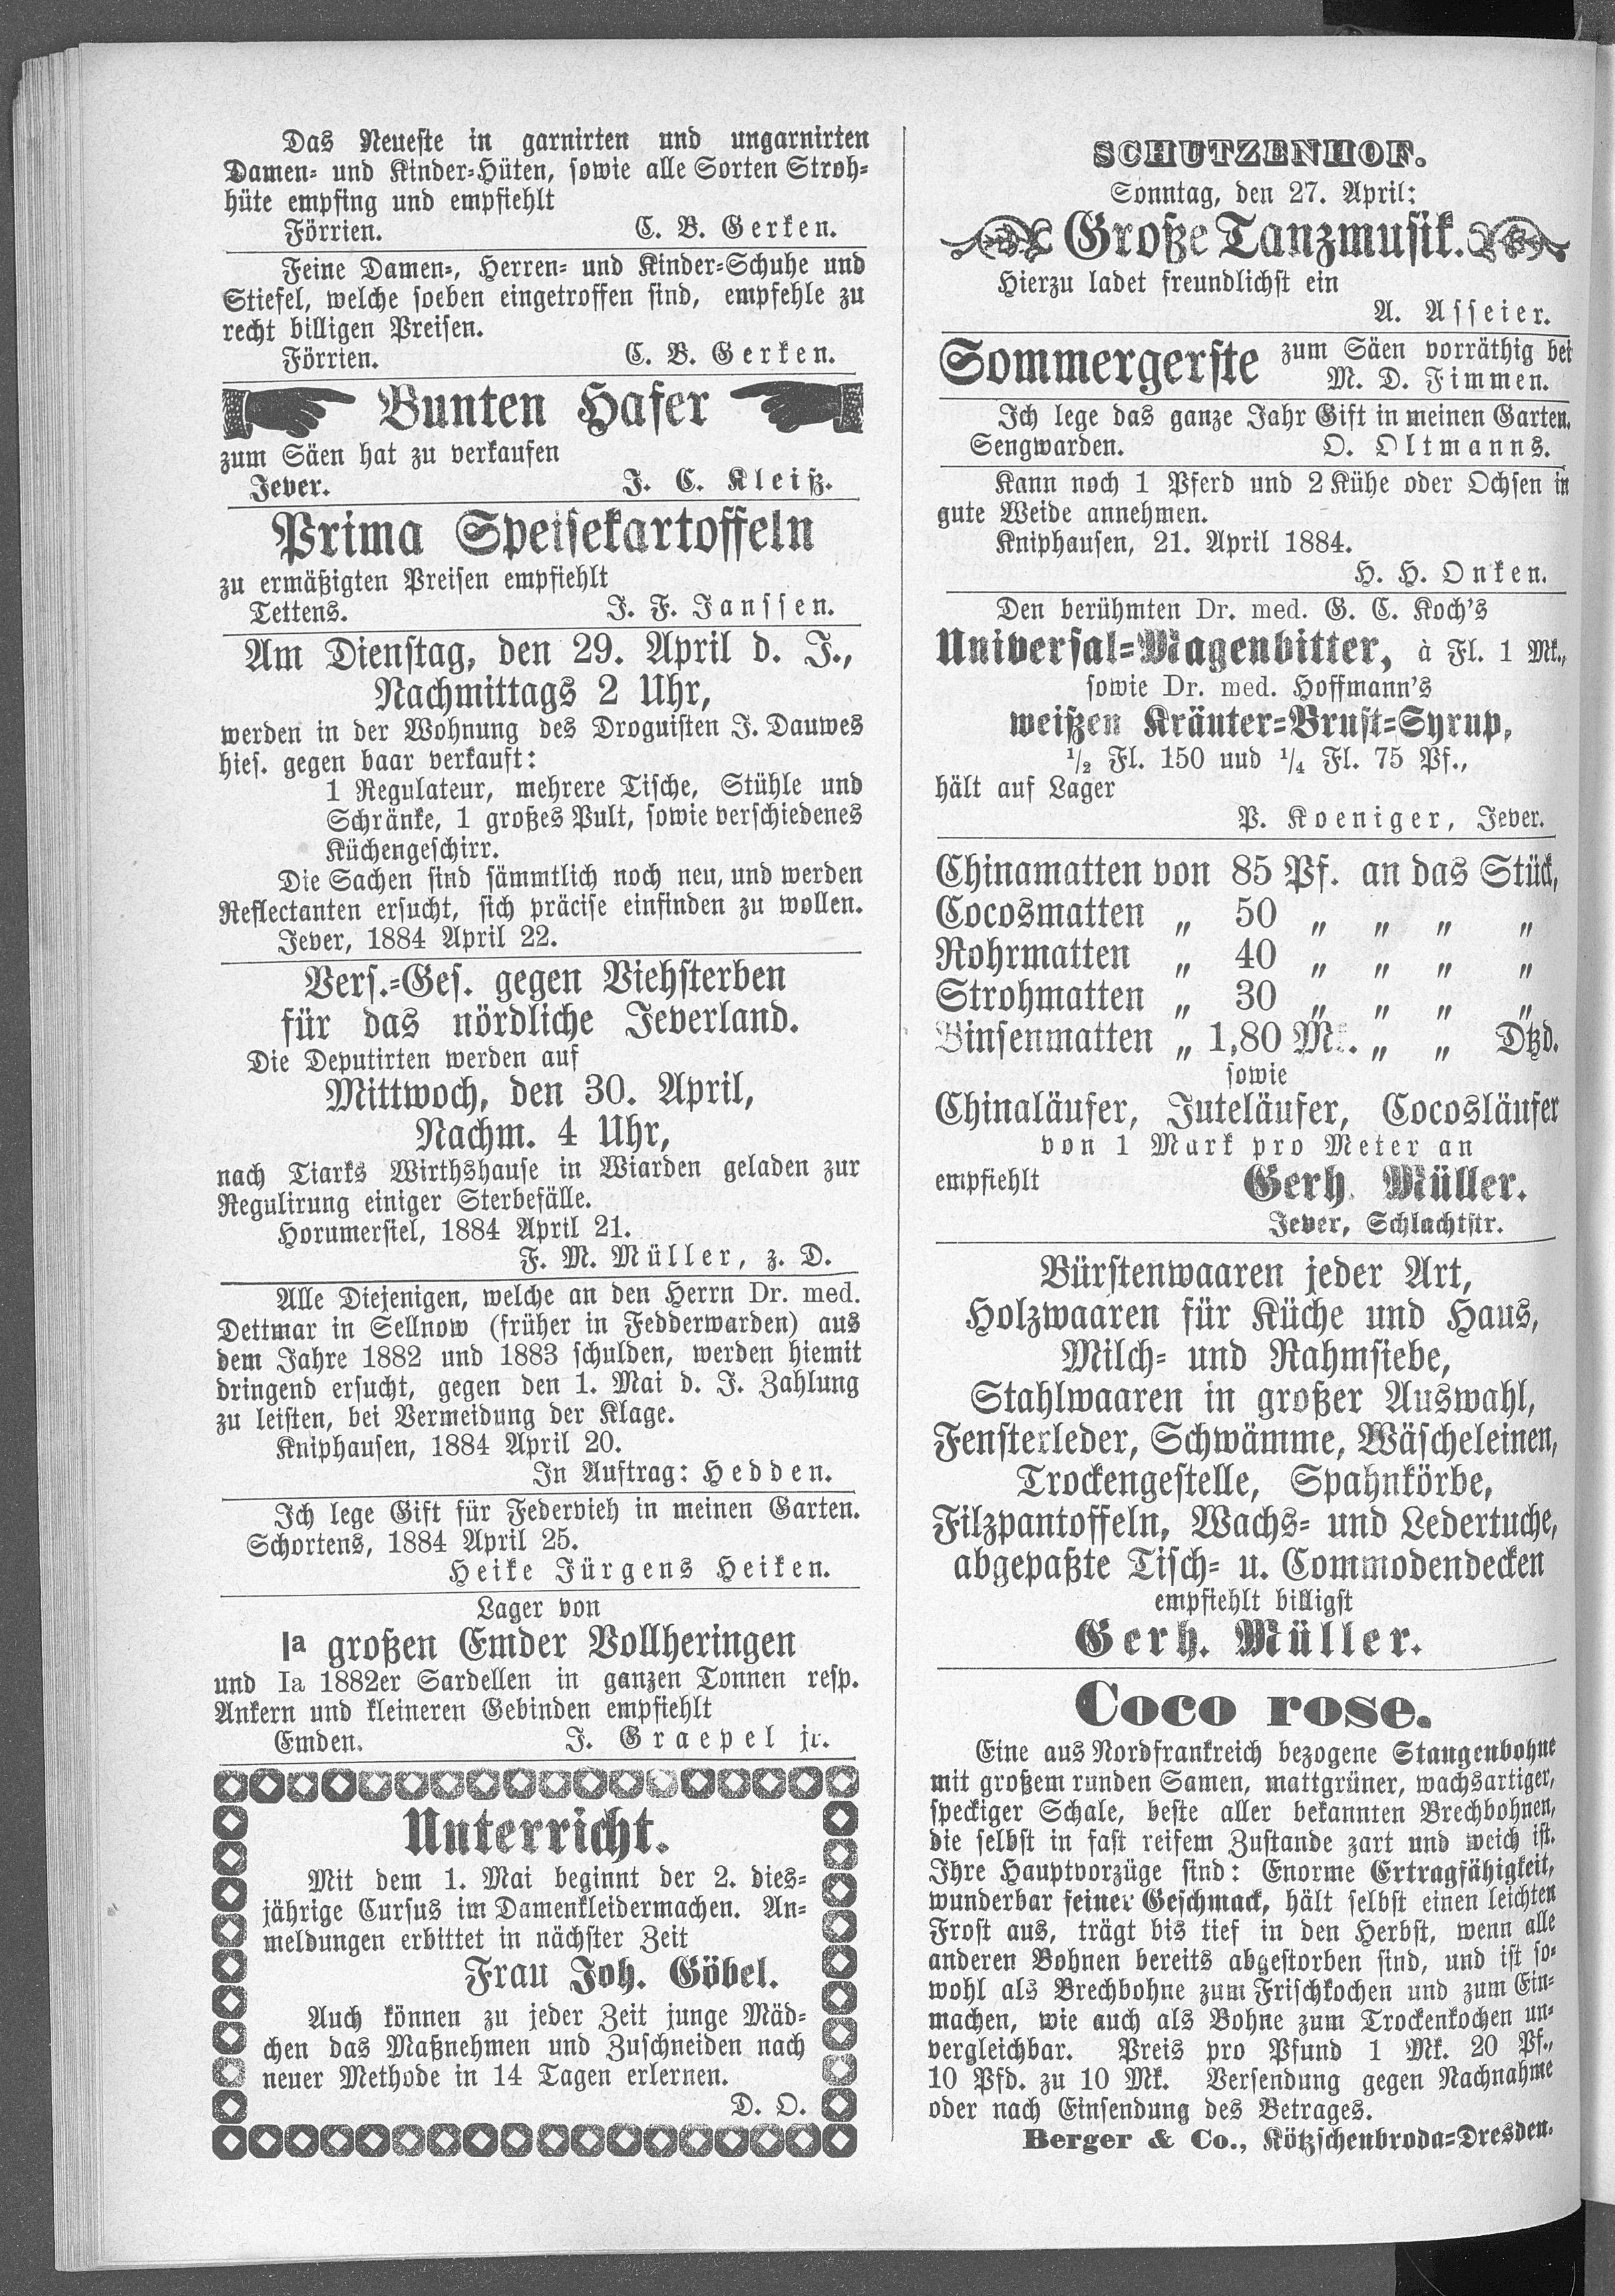 Das Neueste in garnirten und ungarnirten
Damen- und Kinder-Hüten, sowie alle Sorten Stroh-
hüte empfing und empfiehlt
Förrien. C. B. Gerken.
Feine Damen-, Herren- und Kinder-Schuhe und
Stiefel, welche soeben eingetroffen sind, empfehle zu
recht billigen Preisen.
Förrien. C. B. Gerken.
Bunten Hafer
zum Säen hat zu verkaufen
Jever. J. C. Kleiß.
Prima Speisekartoffeln
zu ermäßigten Preisen empfiehlt
Tettens. J. F. Janssen.
Am Dienstag, den 29. April d. J.,
Nachmittags 2 Uhr,
werden in der Wohnung des Droguisten J. Dauwes
hies. gegen baar verkauft:
1 Regulateur, mehrere Tische, Stühle und
Schränke, 1 großes Pult, sowie verschiedenes
Küchengeschirr.
Die Sachen sind sämmtlich noch neu, und werden
Reflectanten ersucht, sich präcise einfinden zu wollen.
Jever, 1884 April 22.
Vers.-Ges. gegen Viehsterben
für das nördliche Jeverland.
Die Deputirten werden auf
Mittwoch, den 30. April,
Nachm. 4 Uhr,
nach Tiarks Wirthshause in Wiarden geladen zur
Regulirung einiger Sterbefälle.
Horumersiel, 1884 April 21.
F. M. Müller, z. D.
Alle Diejenigen, welche an den Herrn Dr. med.
Dettmar in Sellnow (früher in Fedderwarden) aus
dem Jahre 1882 und 1883 schulden, werden hiemit
dringend ersucht, gegen den 1. Mai d. J. Zahlung
zu leisten, bei Vermeidung der Klage.
Kniphausen, 1884 April 20.
In Auftrag: Hedden.
Ich lege Gift für Federvieh in meinen Garten.
Schortens, 1884 April 25.
Heike Jürgens Heiken.
Lager von
Ia großen Emder Vollheringen
und Ia 1882er Sardellen in ganzen Tonnen resp.
Ankern und kleineren Gebinden empfiehlt
Emden. J. Graepel jr.
Unterricht.
Mit dem 1. Mai beginnt der 2. dies-
jährige Cursus im Damenkleidermachen. An-
meldungen erbittet in nächster Zeit
Frau Joh. Göbel.
Auch können zu jeder Zeit junge Mäd-
chen das Maßnehmen und Zuschneiden nach
neuer Methode in 14 Tagen erlernen.
D. O.
SCHUTZENHOF.
Sonntag, den 27. April:
Große Tanzmusik.
Hierzu ladet freundlichst ein
A. Asseier.
Sommergerste zum Säen vorräthig bei
M. D. Fimmen.
Ich lege das ganze Jahr Gift in meinen Garten.
Sengwarden. O. Oltmanns.
Kann noch 1 Pferd und 2 Kühe oder Ochsen in
gute Weide annehmen.
Kniphausen, 21. April 1884.
H. H. Onken.
Den berühmten Dr. med. G. C. Koch's
Universal-Magenbitter, à Fl. 1 Mk.,
sowie Dr. med. Hoffmann's
weißen Kräuter-Brust-Syrup,
1/2 Fl. 150 und 1/4 Fl. 75 Pf.,
hält auf Lager
P. Koeniger, Jever.
Chinamatten von 85 Pf. an das Stück,
Cocosmatten „ 50 „ „ „ „
Rohrmatten „ 40 „ „ „ „
Strohmatten „ 30 „ „ „ „
Binsenmatten „ 1,80 Mk. „ „ Dtzd.
sowie
Chinaläufer, Juteläufer, Cocosläufer
von 1 Mark pro Meter an
empfiehlt Gerh. Müller.
Jever, Schlachtstr.
Bürstenwaaren jeder Art,
Holzwaaren für Küche und Haus,
Milch- und Rahmsiebe,
Stahlwaaren in großer Auswahl,
Fensterleder, Schwämme, Wäscheleinen,
Trockengestelle, Spahnkörbe,
Filzpantoffeln, Wachs- und Ledertuche,
abgepaßte Tisch- u. Commodendecken
empfiehlt billigst
Gerh. Müller.
Coco rose.
Eine aus Nordfrankreich bezogene Stangenbohne
mit großem runden Samen, mattgrüner, wachsartiger,
speckiger Schale, beste aller bekannten Brechbohnen,
die selbst in fast reifem Zustande zart und weich ist.
Ihre Hauptvorzüge sind: Enorme Ertragfähigkeit,
wunderbar feiner Geschmack, hält selbst einen leichten
Frost aus, trägt bis tief in den Herbst, wenn alle
anderen Bohnen bereits abgestorben sind, und ist so-
wohl als Brechbohne zum Frischkochen und zum Ein-
machen, wie auch als Bohne zum Trockenkochen un-
vergleichbar. Preis pro Pfund 1 Mk. 20 Pf.,
10 Pfd. zu 10 Mk. Versendung gegen Nachnahme
oder nach Einsendung des Betrages.
Berger & Co., Kötzschenbroda-Dresden.